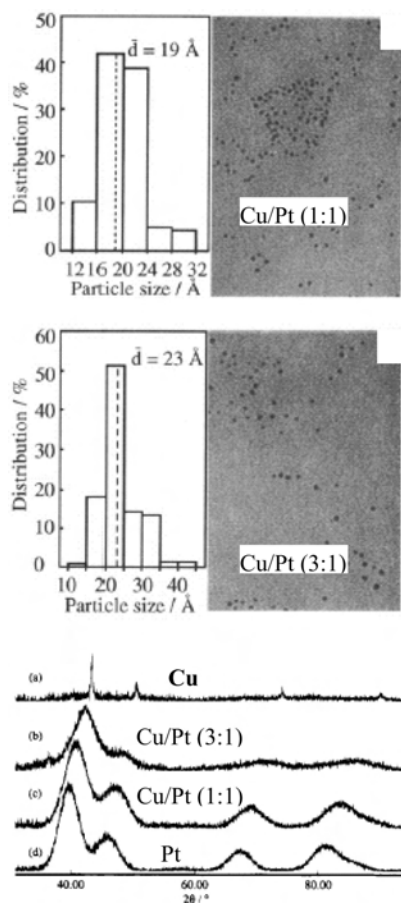 50
40
30
20
10
0
Distribution / %
d̄ = 19 Å
12 16 20 24 28 32
Particle size / Å
Cu/Pt (1:1)
60
50
40
30
20
10
0
Distribution / %
d̄ = 23 Å
10 20 30 40
Particle size / Å
Cu/Pt (3:1)
(a) Cu
(b) Cu/Pt (3:1)
(c) Cu/Pt (1:1)
(d) Pt
40.00 60.00 80.00
2θ / °